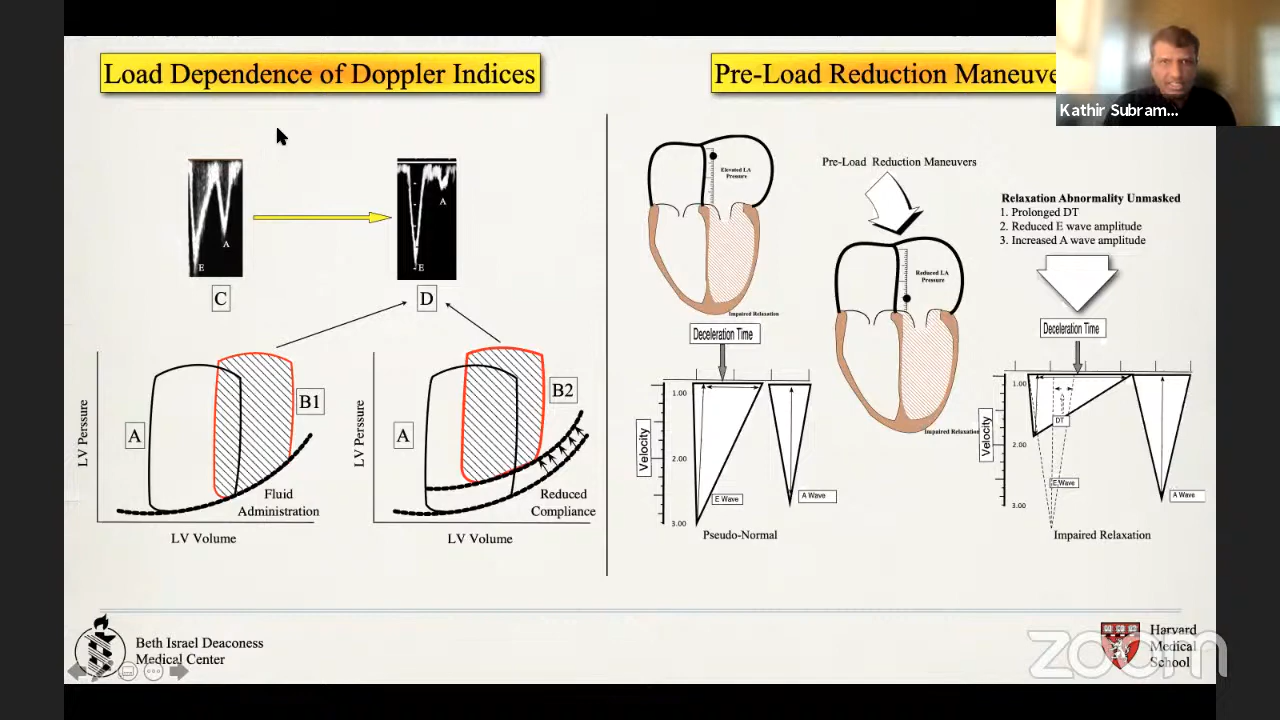 Load Dependence of Doppler Indices
Pre-Load Reduction Maneuve
Kathir Subram...
E
A
C
E
A
D
A
B1
LV Perssure
Fluid
Administration
LV Volume
A
B2
LV Perssure
Reduced
Compliance
LV Volume
Elevated LA
Pressure
Impaired Relaxation
Pre-Load Reduction Maneuvers
Reduced LA
Pressure
Impaired Relaxation
Relaxation Abnormality Unmasked
1. Prolonged DT
2. Reduced E wave amplitude
3. Increased A wave amplitude
Deceleration Time
Velocity
1.00
2.00
3.00
E Wave
A Wave
Pseudo-Normal
Deceleration Time
Velocity
1.00
2.00
3.00
DT
E Wave
A Wave
Impaired Relaxation
Beth Israel Deaconess
Medical Center
Harvard
Medical
School
zoom